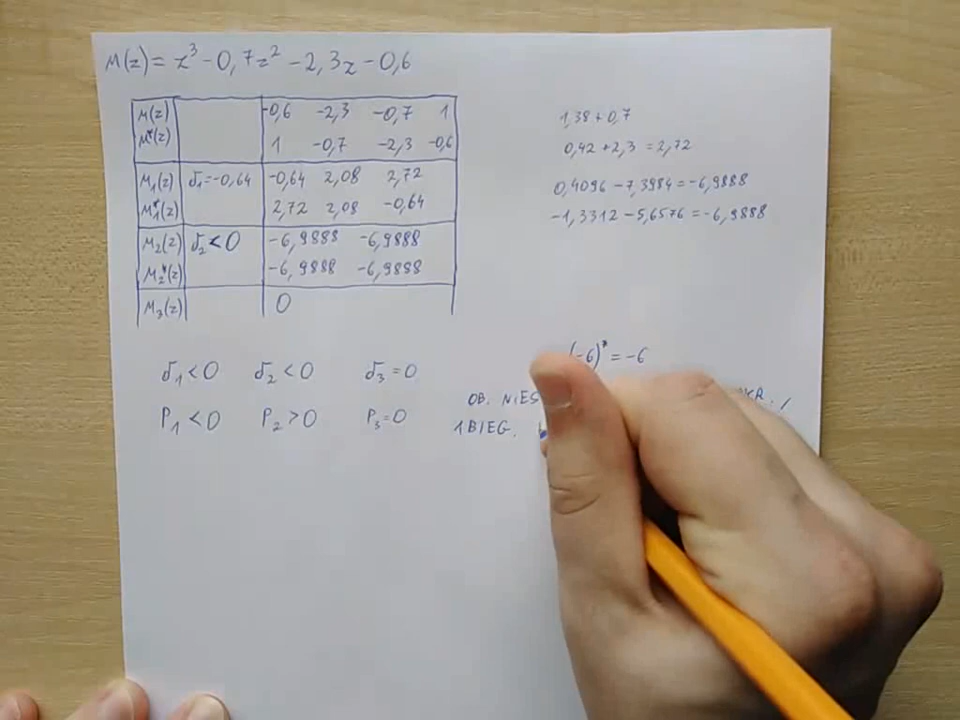 M(z) = z³ - 0,7z² - 2,3z - 0,6
M(z) -0,6 -2,3 -0,7 1
M*(z) 1 -0,7 -2,3 -0,6
M₁(z) δ₁=-0,64 -0,64 2,08 2,72
M₁*(z) 2,72 2,08 -0,64
M₂(z) δ₂<0 -6,9888 -6,9888
M₂*(z) -6,9888 -6,9888
M₃(z) 0
1,38+0,7
0,42+2,3=2,72
0,4096-7,3984=-6,9888
-1,3312-5,6576=-6,9888
δ₁<0 δ₂<0 δ₃=0
P₁<0 P₂>0 P₃=0
(-6)*=-6
OB. NIES KR.,
1 BIEG.